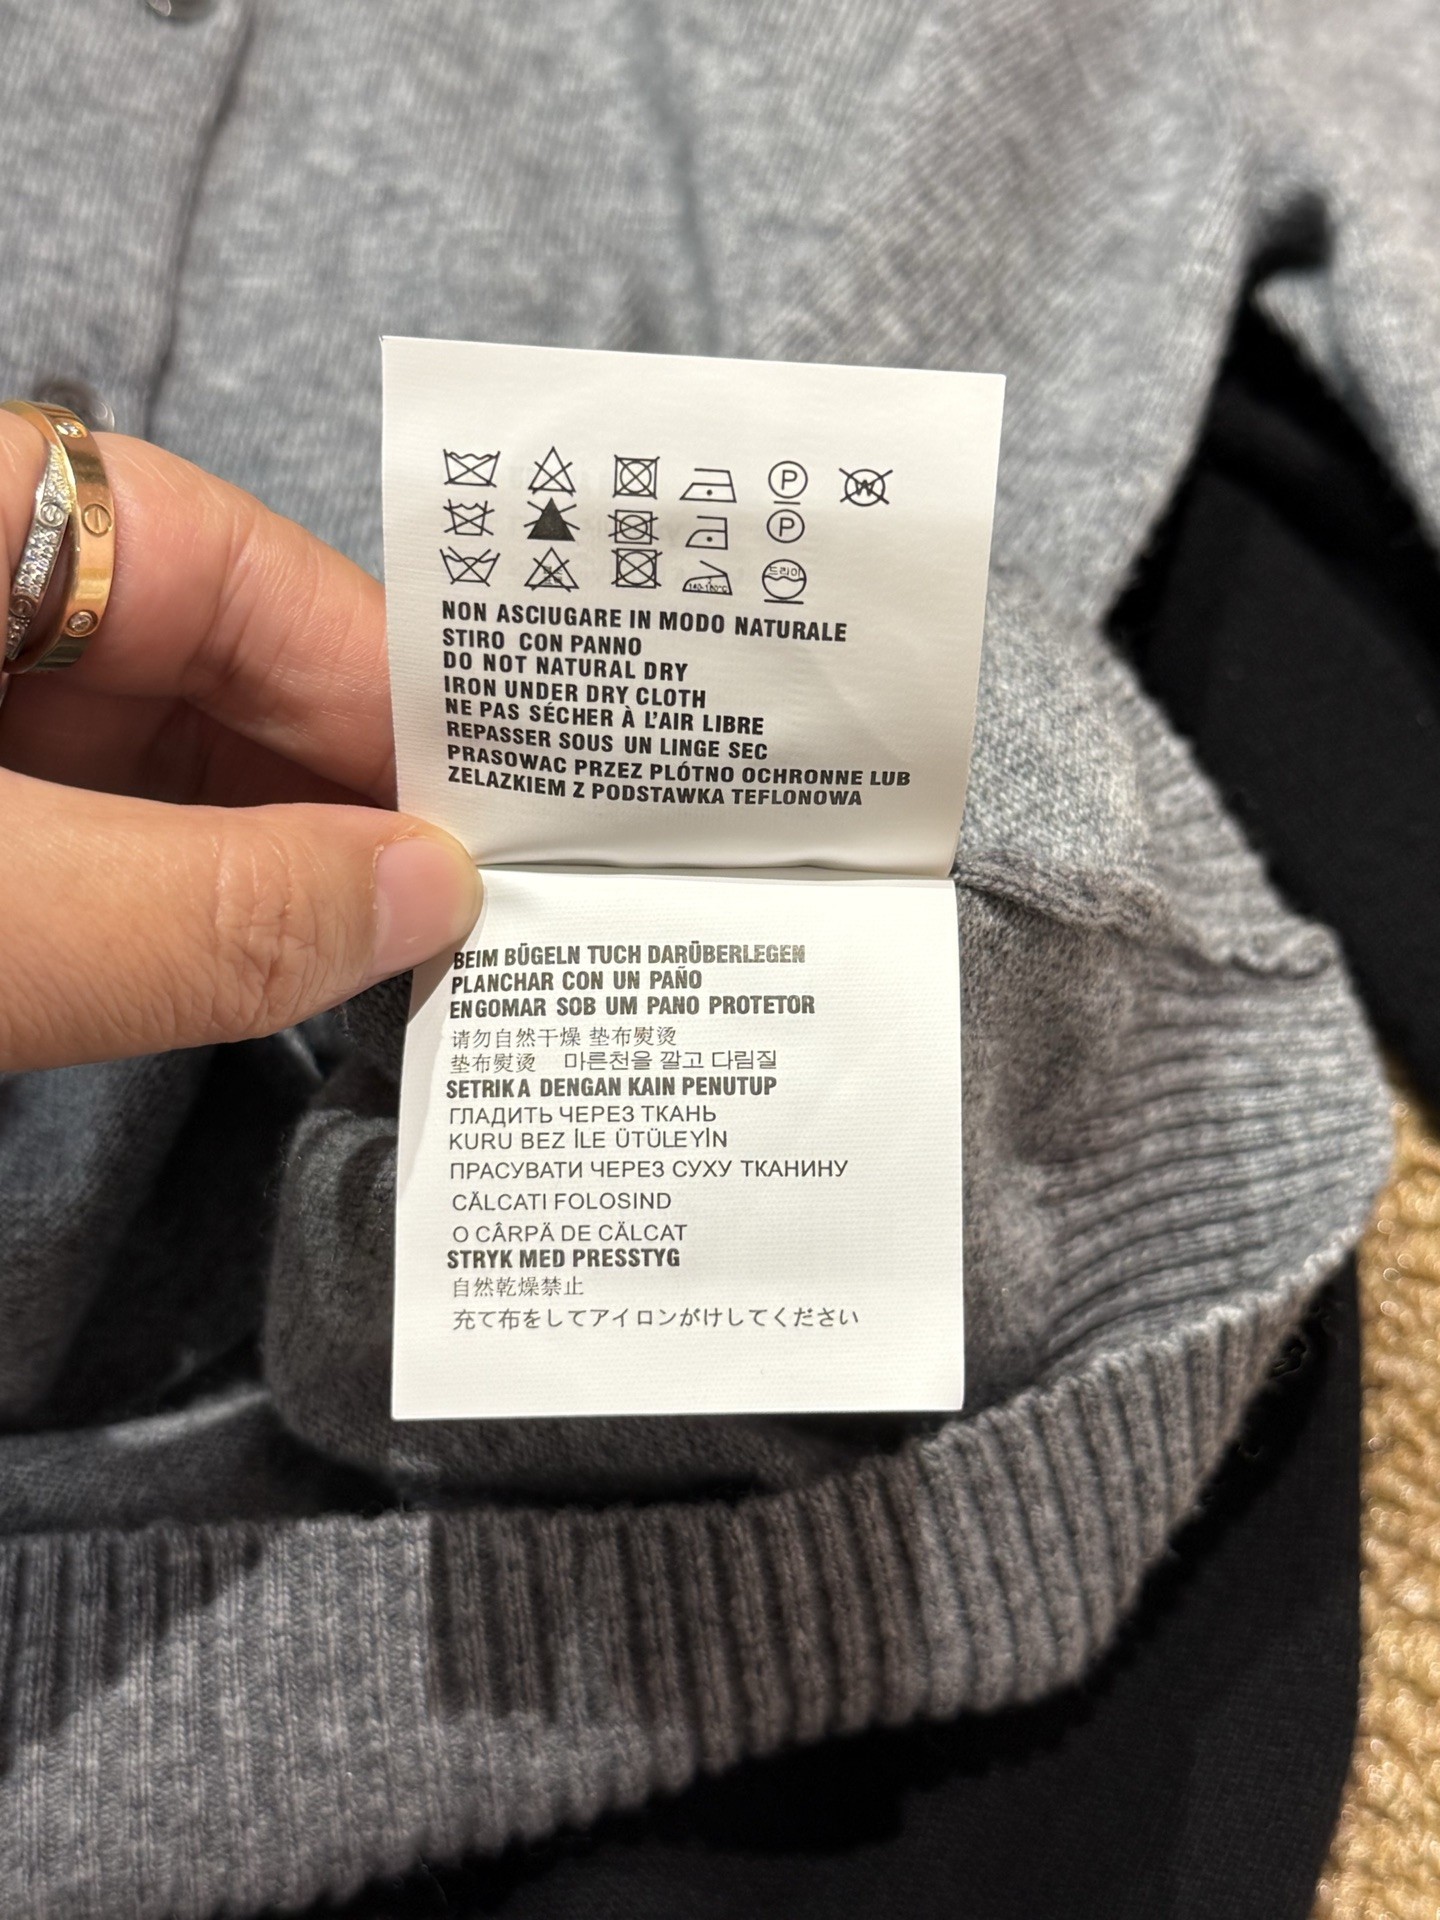 P W
P
드라이
140-160°C
NON ASCIUGARE IN MODO NATURALE
STIRO CON PANNO
DO NOT NATURAL DRY
IRON UNDER DRY CLOTH
NE PAS SÉCHER À L'AIR LIBRE
REPASSER SOUS UN LINGE SEC
PRASOWAC PRZEZ PLÓTNO OCHRONNE LUB
ZELAZKIEM Z PODSTAWKA TEFLONOWA
BEIM BÜGELN TUCH DARÜBERLEGEN
PLANCHAR CON UN PAÑO
ENGOMAR SOB UM PANO PROTETOR
请勿自然干燥 垫布熨烫
垫布熨烫 마른천을 깔고 다림질
SETRIKA DENGAN KAIN PENUTUP
ГЛАДИТЬ ЧЕРЕЗ ТКАНЬ
KURU BEZ İLE ÜTÜLEYİN
ПРАСУВАТИ ЧЕРЕЗ СУХУ ТКАНИНУ
CĂLCATI FOLOSIND
O CÂRPÄ DE CĂLCAT
STRYK MED PRESSTYG
自然乾燥禁止
充て布をしてアイロンがけしてください